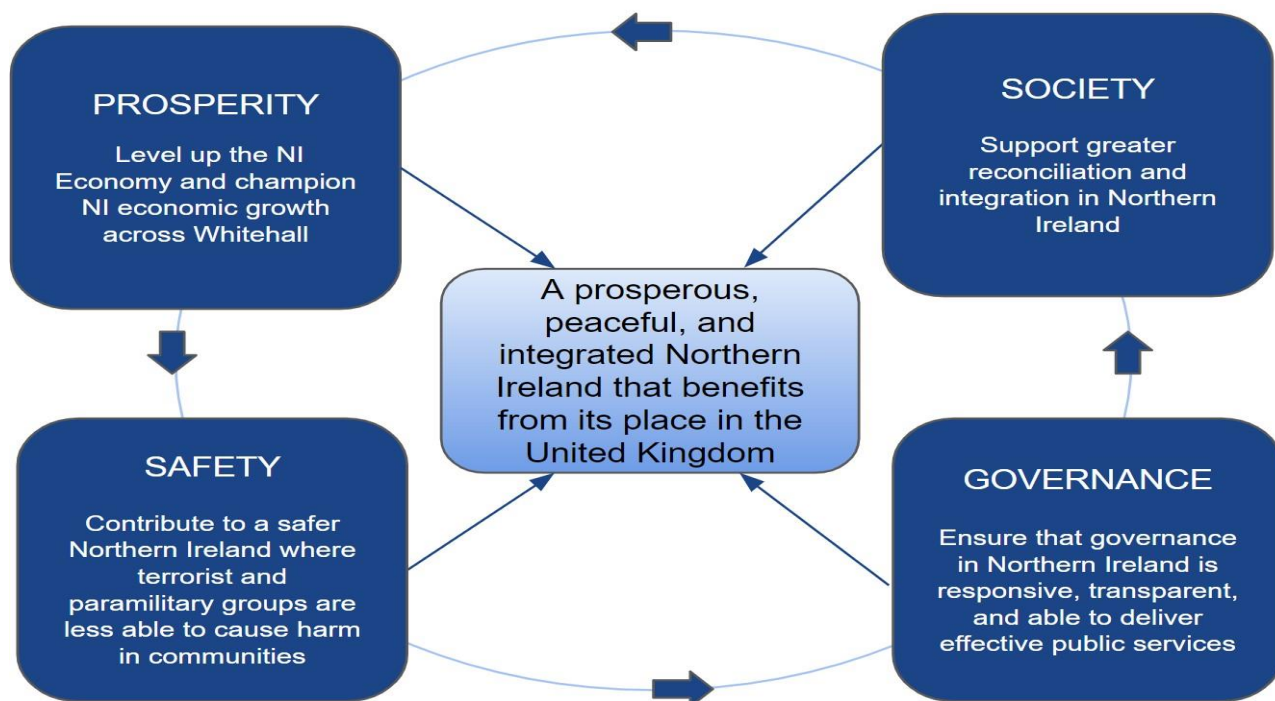 PROSPERITY
Level up the NI
Economy and champion
NI economic growth
across Whitehall
SOCIETY
Support greater
reconciliation and
integration in Northern
Ireland
A prosperous,
peaceful, and
integrated Northern
Ireland that benefits
from its place in the
United Kingdom
SAFETY
Contribute to a safer
Northern Ireland where
terrorist and
paramilitary groups are
less able to cause harm
in communities
GOVERNANCE
Ensure that governance
in Northern Ireland is
responsive, transparent,
and able to deliver
effective public services